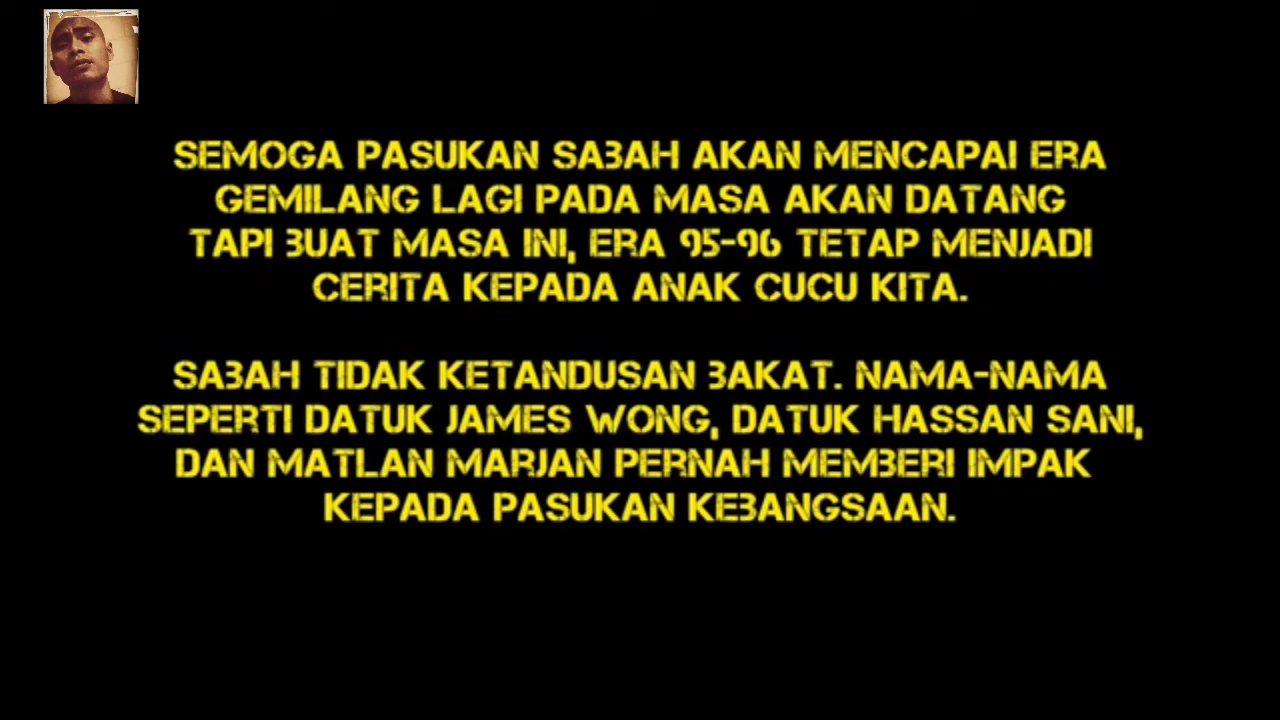 SEMOGA PASUKAN SABAH AKAN MENCAPAI ERA
GEMILANG LAGI PADA MASA AKAN DATANG
TAPI BUAT MASA INI, ERA 95-96 TETAP MENJADI
CERITA KEPADA ANAK CUCU KITA.
SABAH TIDAK KETANDUSAN BAKAT. NAMA-NAMA
SEPERTI DATUK JAMES WONG, DATUK HASSAN SANI,
DAN MATLAN MARJAN PERNAH MEMBERI IMPAK
KEPADA PASUKAN KEBANGSAAN.